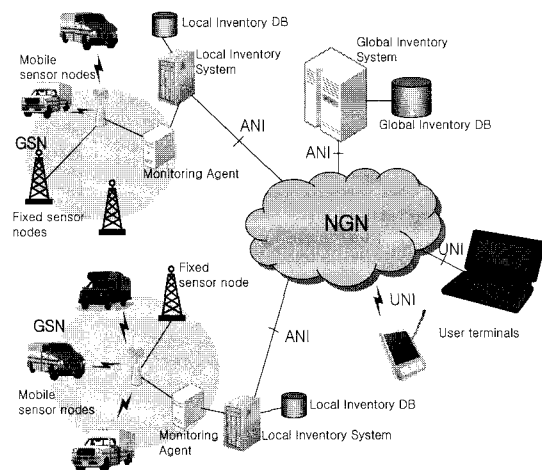 Local Inventory DB
Mobile
sensor nodes
Local Inventory
System
Global Inventory
System
Global Inventory DB
ANI
ANI
GSN
Monitoring Agent
Fixed sensor
nodes
NGN
UNI
UNI
User terminals
Fixed
sensor node
GSN
ANI
Mobile
sensor nodes
Monitoring
Agent
Local Inventory DB
Local Inventory System